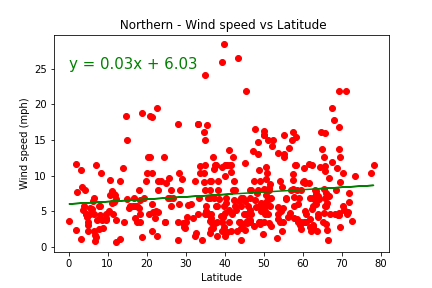 Northern - Wind speed vs Latitude
y = 0.03x + 6.03
Wind speed (mph)
25
20
15
10
5
0
0 10 20 30 40 50 60 70 80
Latitude